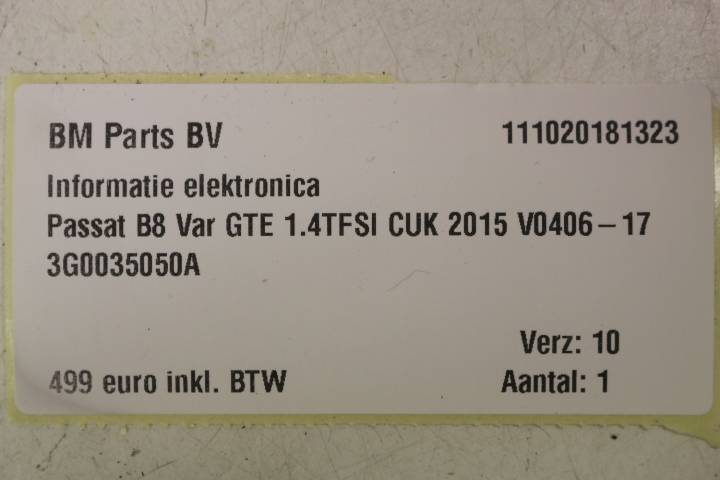 BM Parts BV 111020181323
Informatie elektronica
Passat B8 Var GTE 1.4TFSI CUK 2015 V0406-17
3G0035050A
Verz: 10
499 euro inkl. BTW Aantal: 1